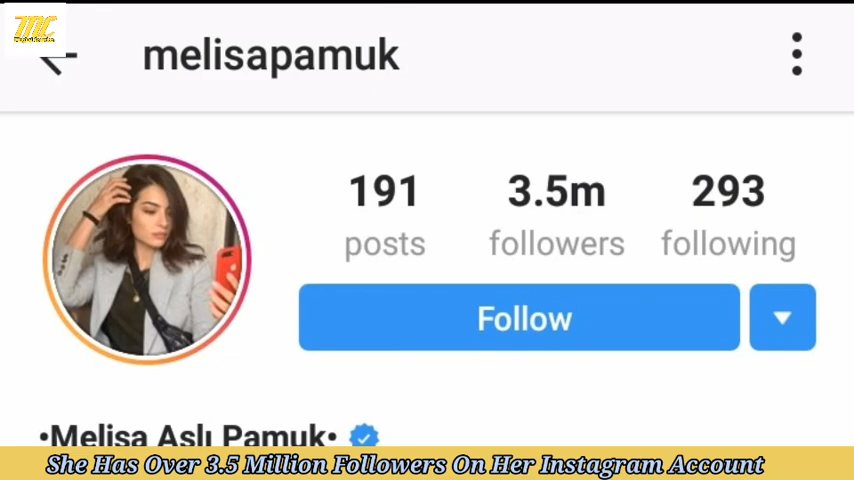 MC
melisapamuk
191 3.5m 293
posts followers following
Follow
•Melisa Aslı Pamuk•
She Has Over 3.5 Million Followers On Her Instagram Account